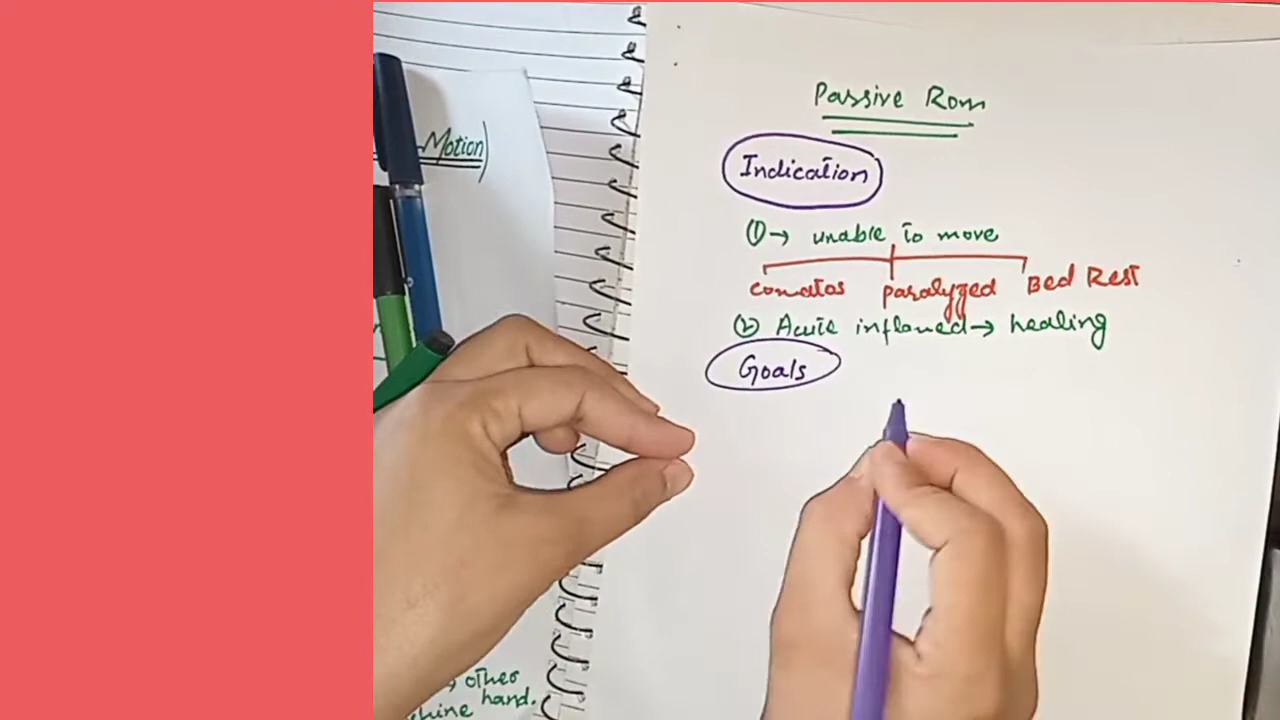 Motion)
Passive Rom
Indication
① → unable to move
comatos paralyzed Bed Rest
② Acute inflamed → healing
Goals
other
hand.